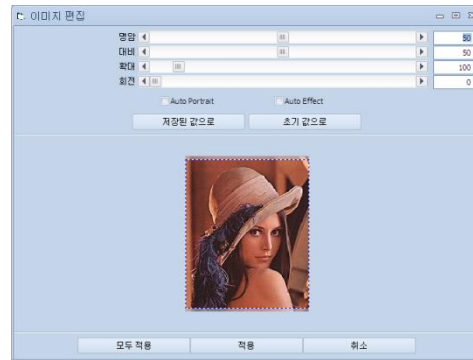 이미지 편집
명암 50
대비 50
확대 100
회전 0
Auto Portrait Auto Effect
저장된 값으로 초기 값으로
모두 적용 적용 취소